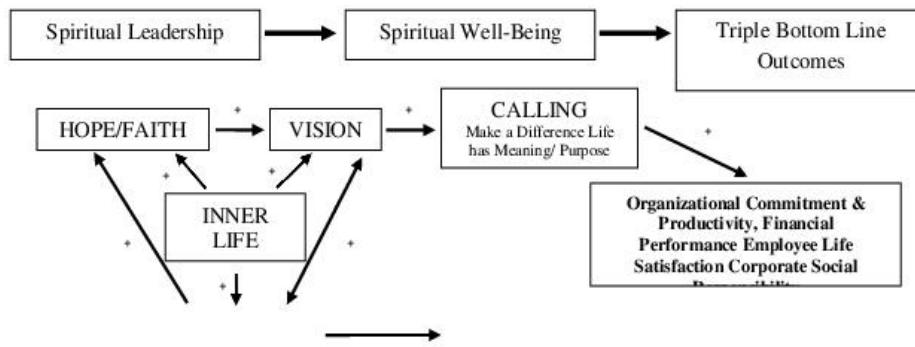 Spiritual Leadership
Spiritual Well-Being
Triple Bottom Line
Outcomes
HOPE/FAITH
+
VISION
+
CALLING
Make a Difference Life
has Meaning/ Purpose
+
+
+
INNER
LIFE
+
+
+
Organizational Commitment &
Productivity, Financial
Performance Employee Life
Satisfaction Corporate Social